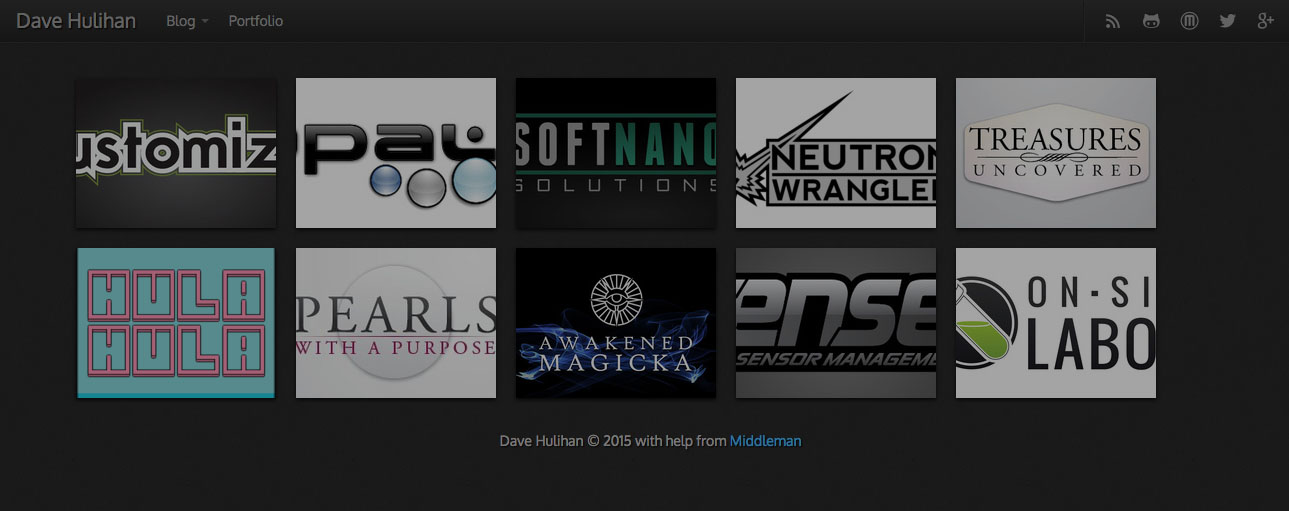 Dave Hulihan Blog Portfolio
ustomiz
pay
SOFTNANO
SOLUTIONS
NEUTRON
WRANGLER
TREASURES
UNCOVERED
HULA
HULA
PEARLS
WITH A PURPOSE
AWAKENED
MAGICKA
ense
SENSOR MANAGEME
ON-SI
LABO
Dave Hulihan © 2015 with help from Middleman